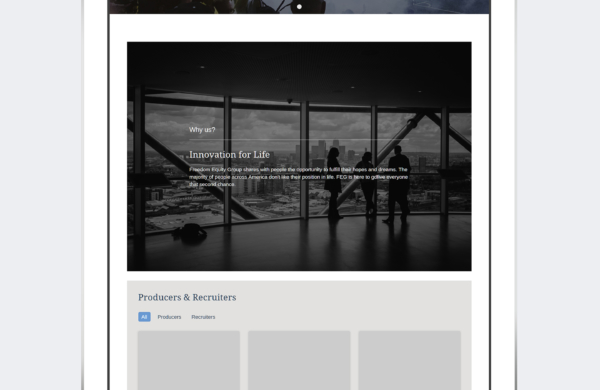 Why us?
Innovation for Life
Freedom Equity Group shares with people the opportunity to fulfill their hopes and dreams. The
majority of people across America don't like their position in life. FEG is here to give everyone
that second chance.
Producers & Recruiters
All
Producers
Recruiters